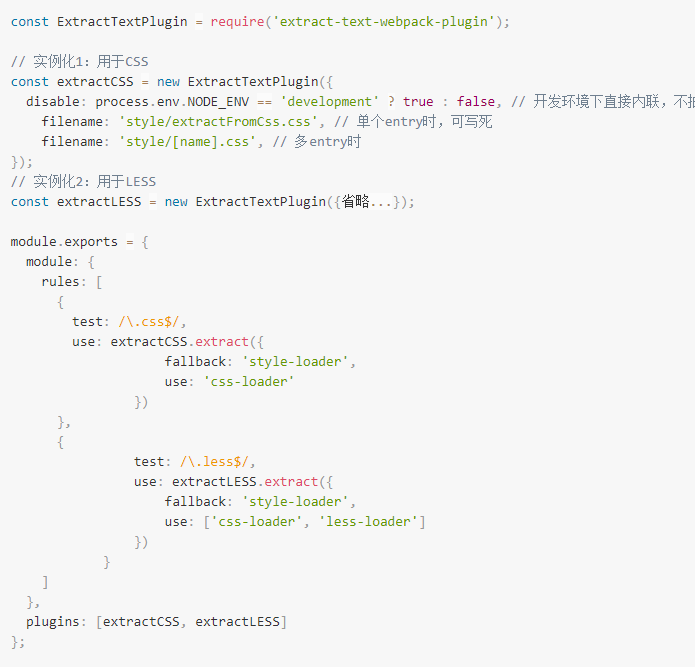 const ExtractTextPlugin = require('extract-text-webpack-plugin');
// 实例化1：用于CSS
const extractCSS = new ExtractTextPlugin({
  disable: process.env.NODE_ENV == 'development' ? true : false, // 开发环境下直接内联，不
    filename: 'style/extractFromCss.css', // 单个entry时，可写死
    filename: 'style/[name].css', // 多entry时
});
// 实例化2：用于LESS
const extractLESS = new ExtractTextPlugin({省略...});
module.exports = {
  module: {
    rules: [
      {
        test: /\.css$/,
        use: extractCSS.extract({
                    fallback: 'style-loader',
                    use: 'css-loader'
                })
      },
      {
                test: /\.less$/,
                use: extractLESS.extract({
                    fallback: 'style-loader',
                    use: ['css-loader', 'less-loader']
                })
            }
    ]
  },
  plugins: [extractCSS, extractLESS]
};